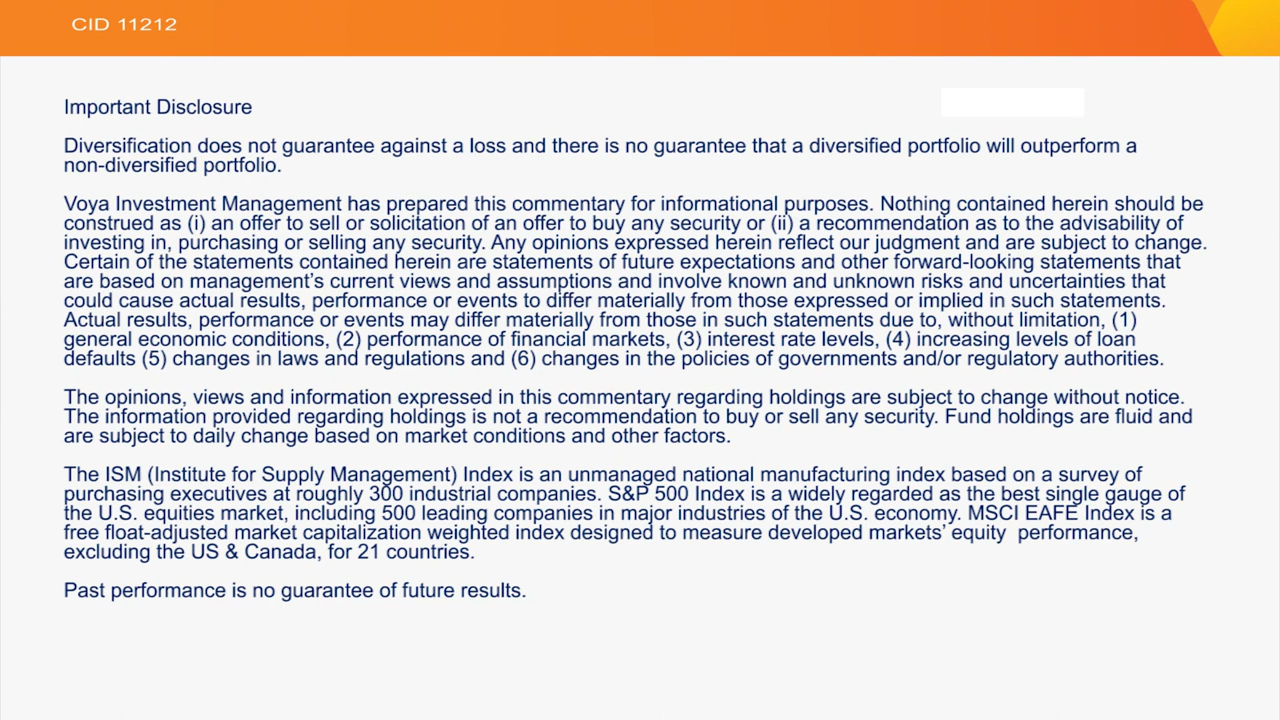 CID 11212
Important Disclosure
Diversification does not guarantee against a loss and there is no guarantee that a diversified portfolio will outperform a
non-diversified portfolio.
Voya Investment Management has prepared this commentary for informational purposes. Nothing contained herein should be
construed as (i) an offer to sell or solicitation of an offer to buy any security or (ii) a recommendation as to the advisability of
investing in, purchasing or selling any security. Any opinions expressed herein reflect our judgment and are subject to change.
Certain of the statements contained herein are statements of future expectations and other forward-looking statements that
are based on management’s current views and assumptions and involve known and unknown risks and uncertainties that
could cause actual results, performance or events to differ materially from those expressed or implied in such statements.
Actual results, performance or events may differ materially from those in such statements due to, without limitation, (1)
general economic conditions, (2) performance of financial markets, (3) interest rate levels, (4) increasing levels of loan
defaults (5) changes in laws and regulations and (6) changes in the policies of governments and/or regulatory authorities.
The opinions, views and information expressed in this commentary regarding holdings are subject to change without notice.
The information provided regarding holdings is not a recommendation to buy or sell any security. Fund holdings are fluid and
are subject to daily change based on market conditions and other factors.
The ISM (Institute for Supply Management) Index is an unmanaged national manufacturing index based on a survey of
purchasing executives at roughly 300 industrial companies. S&P 500 Index is a widely regarded as the best single gauge of
the U.S. equities market, including 500 leading companies in major industries of the U.S. economy. MSCI EAFE Index is a
free float-adjusted market capitalization weighted index designed to measure developed markets’ equity  performance,
excluding the US & Canada, for 21 countries.
Past performance is no guarantee of future results.